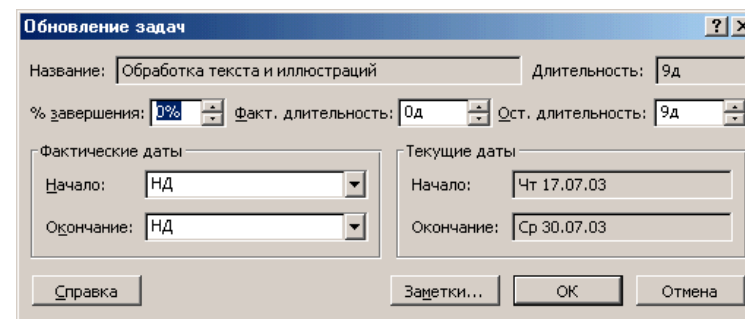 Обновление задач
Название: Обработка текста и иллюстраций Длительность: 9д
% завершения: 0% Факт. длительность: 0д Ост. длительность: 9д
Фактические даты Текущие даты
Начало: НД Начало: Чт 17.07.03
Окончание: НД Окончание: Ср 30.07.03
Справка Заметки... ОК Отмена